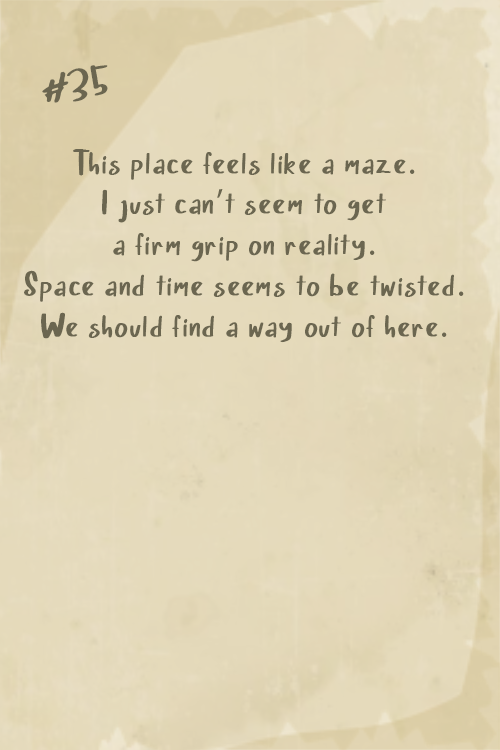 #35
This place feels like a maze.
I just can't seem to get
a firm grip on reality.
Space and time seems to be twisted.
We should find a way out of here.